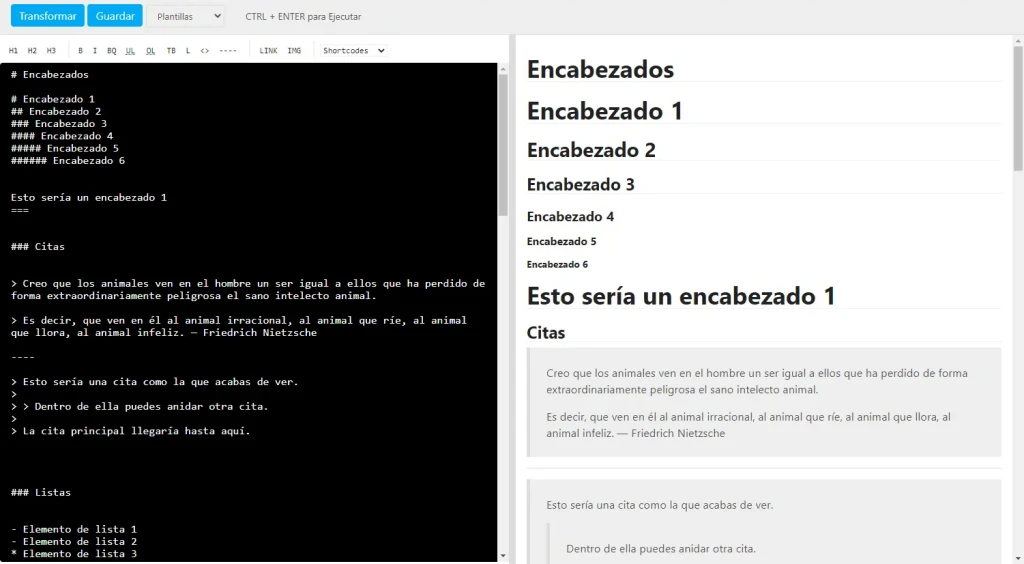 Transformar Guardar Plantillas CTRL + ENTER para Ejecutar
H1 H2 H3 B I BQ UL OL TB L <> ---- LINK IMG Shortcodes
# Encabezados
# Encabezado 1
## Encabezado 2
### Encabezado 3
#### Encabezado 4
##### Encabezado 5
###### Encabezado 6
Esto sería un encabezado 1
===
### Citas
> Creo que los animales ven en el hombre un ser igual a ellos que ha perdido de
forma extraordinariamente peligrosa el sano intelecto animal.
> Es decir, que ven en él al animal irracional, al animal que ríe, al animal
que llora, al animal infeliz. — Friedrich Nietzsche
----
> Esto sería una cita como la que acabas de ver.
>
> > Dentro de ella puedes anidar otra cita.
>
> La cita principal llegaría hasta aquí.
### Listas
- Elemento de lista 1
- Elemento de lista 2
* Elemento de lista 3
Encabezados
Encabezado 1
Encabezado 2
Encabezado 3
Encabezado 4
Encabezado 5
Encabezado 6
Esto sería un encabezado 1
Citas
Creo que los animales ven en el hombre un ser igual a ellos que ha perdido de forma
extraordinariamente peligrosa el sano intelecto animal.
Es decir, que ven en él al animal irracional, al animal que ríe, al animal que llora, al
animal infeliz. — Friedrich Nietzsche
Esto sería una cita como la que acabas de ver.
Dentro de ella puedes anidar otra cita.